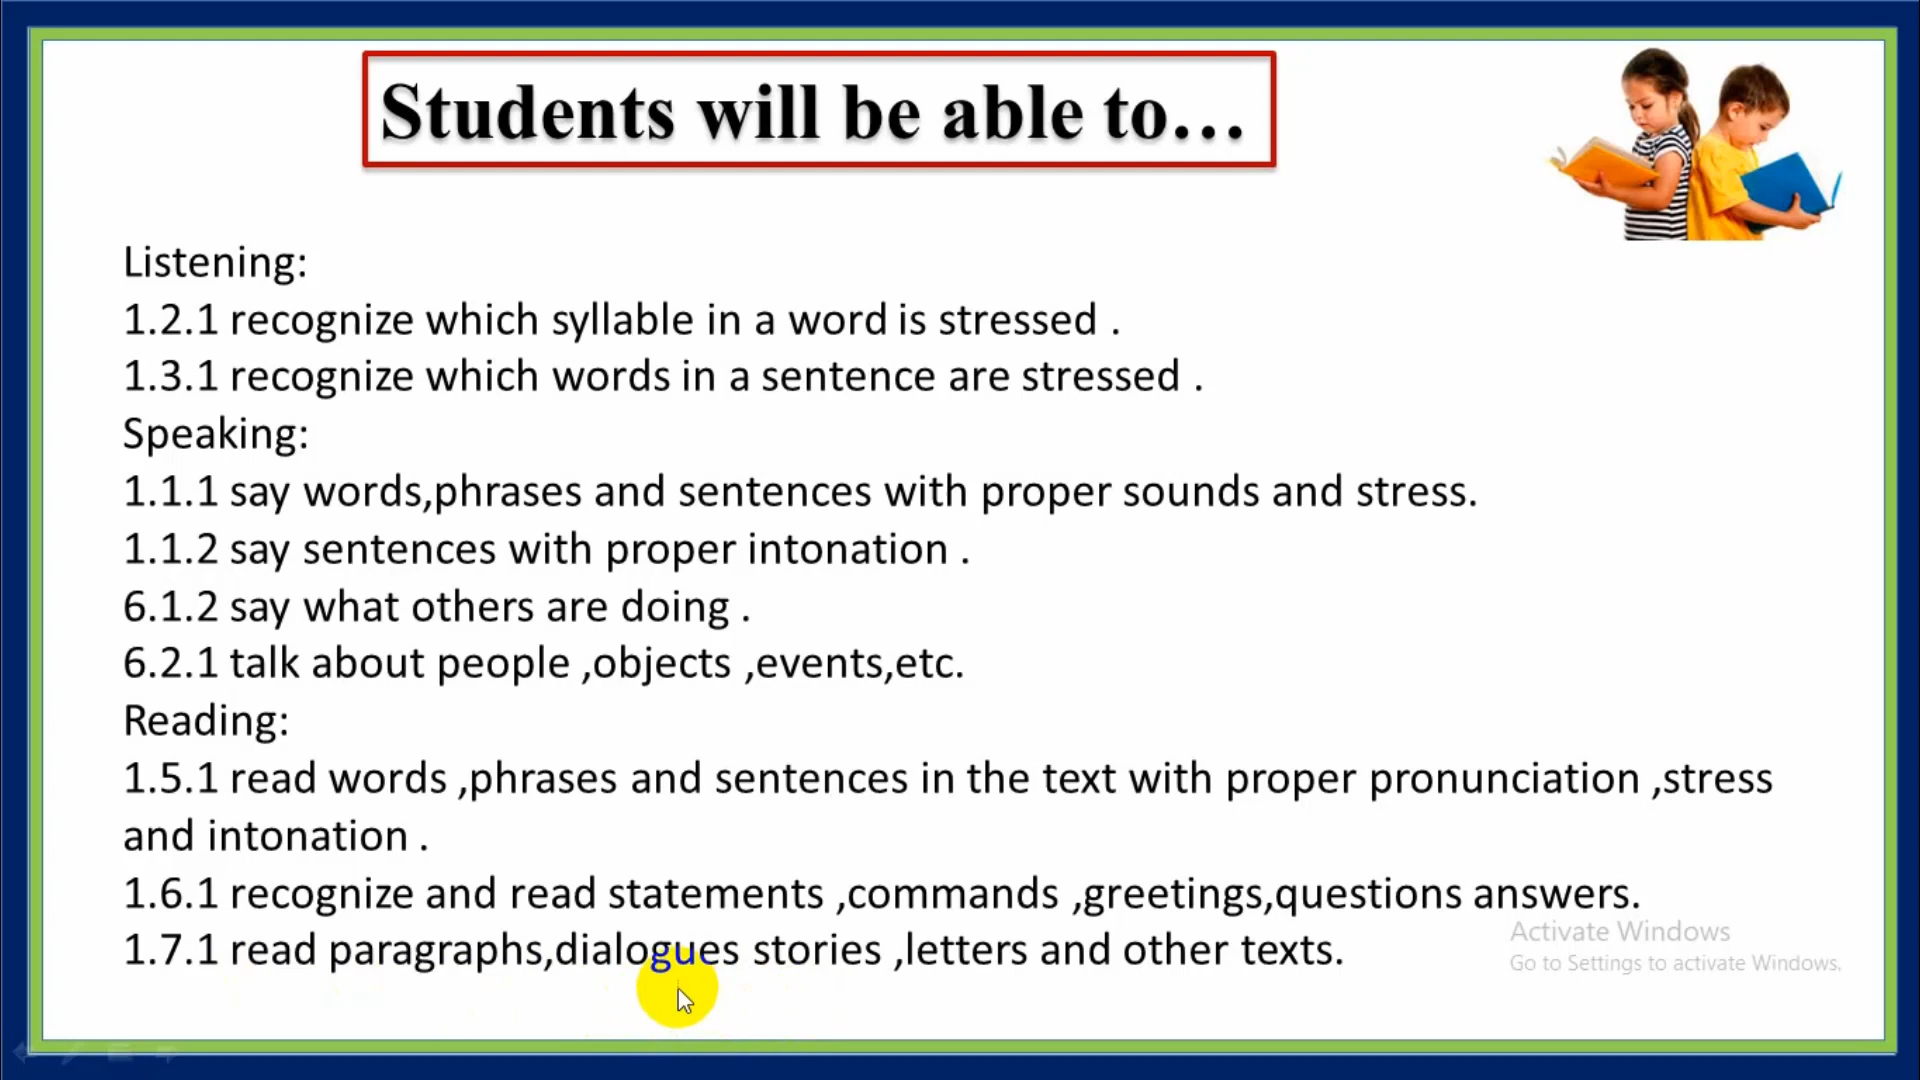 Students will be able to...
Listening:
1.2.1 recognize which syllable in a word is stressed .
1.3.1 recognize which words in a sentence are stressed .
Speaking:
1.1.1 say words,phrases and sentences with proper sounds and stress.
1.1.2 say sentences with proper intonation .
6.1.2 say what others are doing .
6.2.1 talk about people ,objects ,events,etc.
Reading:
1.5.1 read words ,phrases and sentences in the text with proper pronunciation ,stress
and intonation .
1.6.1 recognize and read statements ,commands ,greetings,questions answers.
1.7.1 read paragraphs,dialogues stories ,letters and other texts.
Activate Windows
Go to Settings to activate Windows.